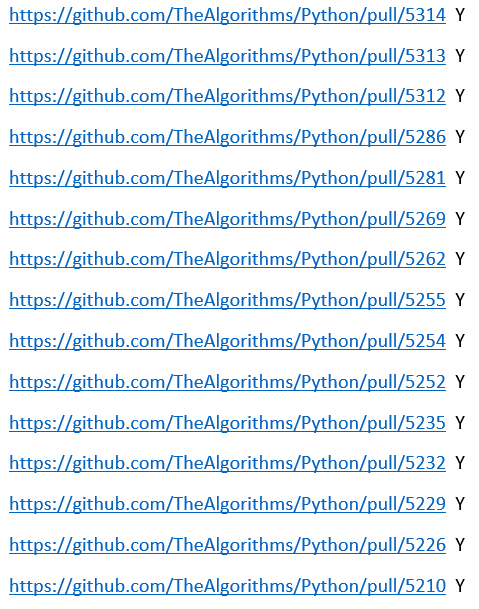 https://github.com/TheAlgorithms/Python/pull/5314 Y
https://github.com/TheAlgorithms/Python/pull/5313 Y
https://github.com/TheAlgorithms/Python/pull/5312 Y
https://github.com/TheAlgorithms/Python/pull/5286 Y
https://github.com/TheAlgorithms/Python/pull/5281 Y
https://github.com/TheAlgorithms/Python/pull/5269 Y
https://github.com/TheAlgorithms/Python/pull/5262 Y
https://github.com/TheAlgorithms/Python/pull/5255 Y
https://github.com/TheAlgorithms/Python/pull/5254 Y
https://github.com/TheAlgorithms/Python/pull/5252 Y
https://github.com/TheAlgorithms/Python/pull/5235 Y
https://github.com/TheAlgorithms/Python/pull/5232 Y
https://github.com/TheAlgorithms/Python/pull/5229 Y
https://github.com/TheAlgorithms/Python/pull/5226 Y
https://github.com/TheAlgorithms/Python/pull/5210 Y